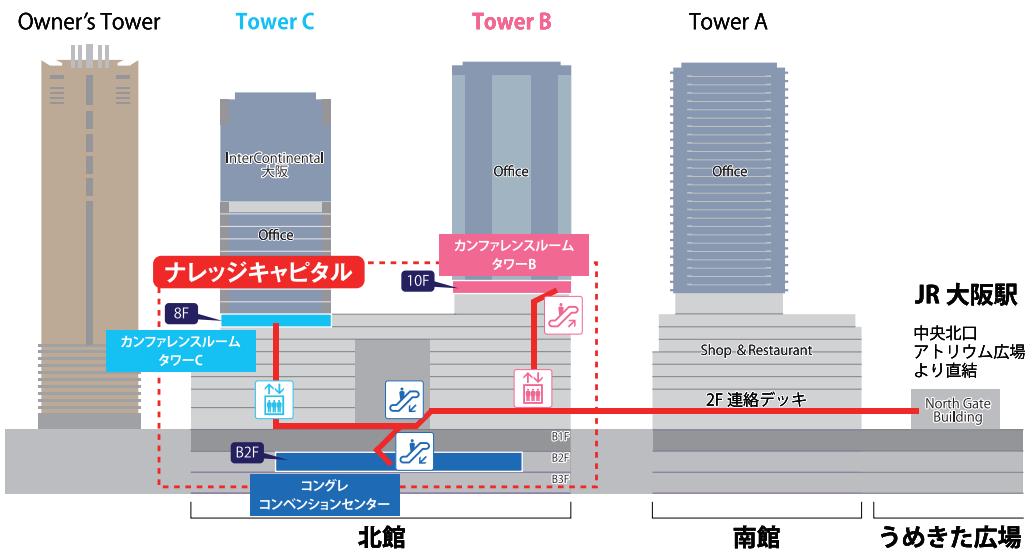 Owner's Tower
Tower C
Tower B
Tower A
InterContinental
大阪
Office
Office
Office
カンファレンスルーム
タワーB
ナレッジキャピタル
10F
8F
カンファレンスルーム
タワーC
JR 大阪駅
中央北口
アトリウム広場
より直結
Shop & Restaurant
2F 連絡デッキ
North Gate
Building
B1F
B2F
B2F
B3F
コングレ
コンベンションセンター
北館
南館
うめきた広場